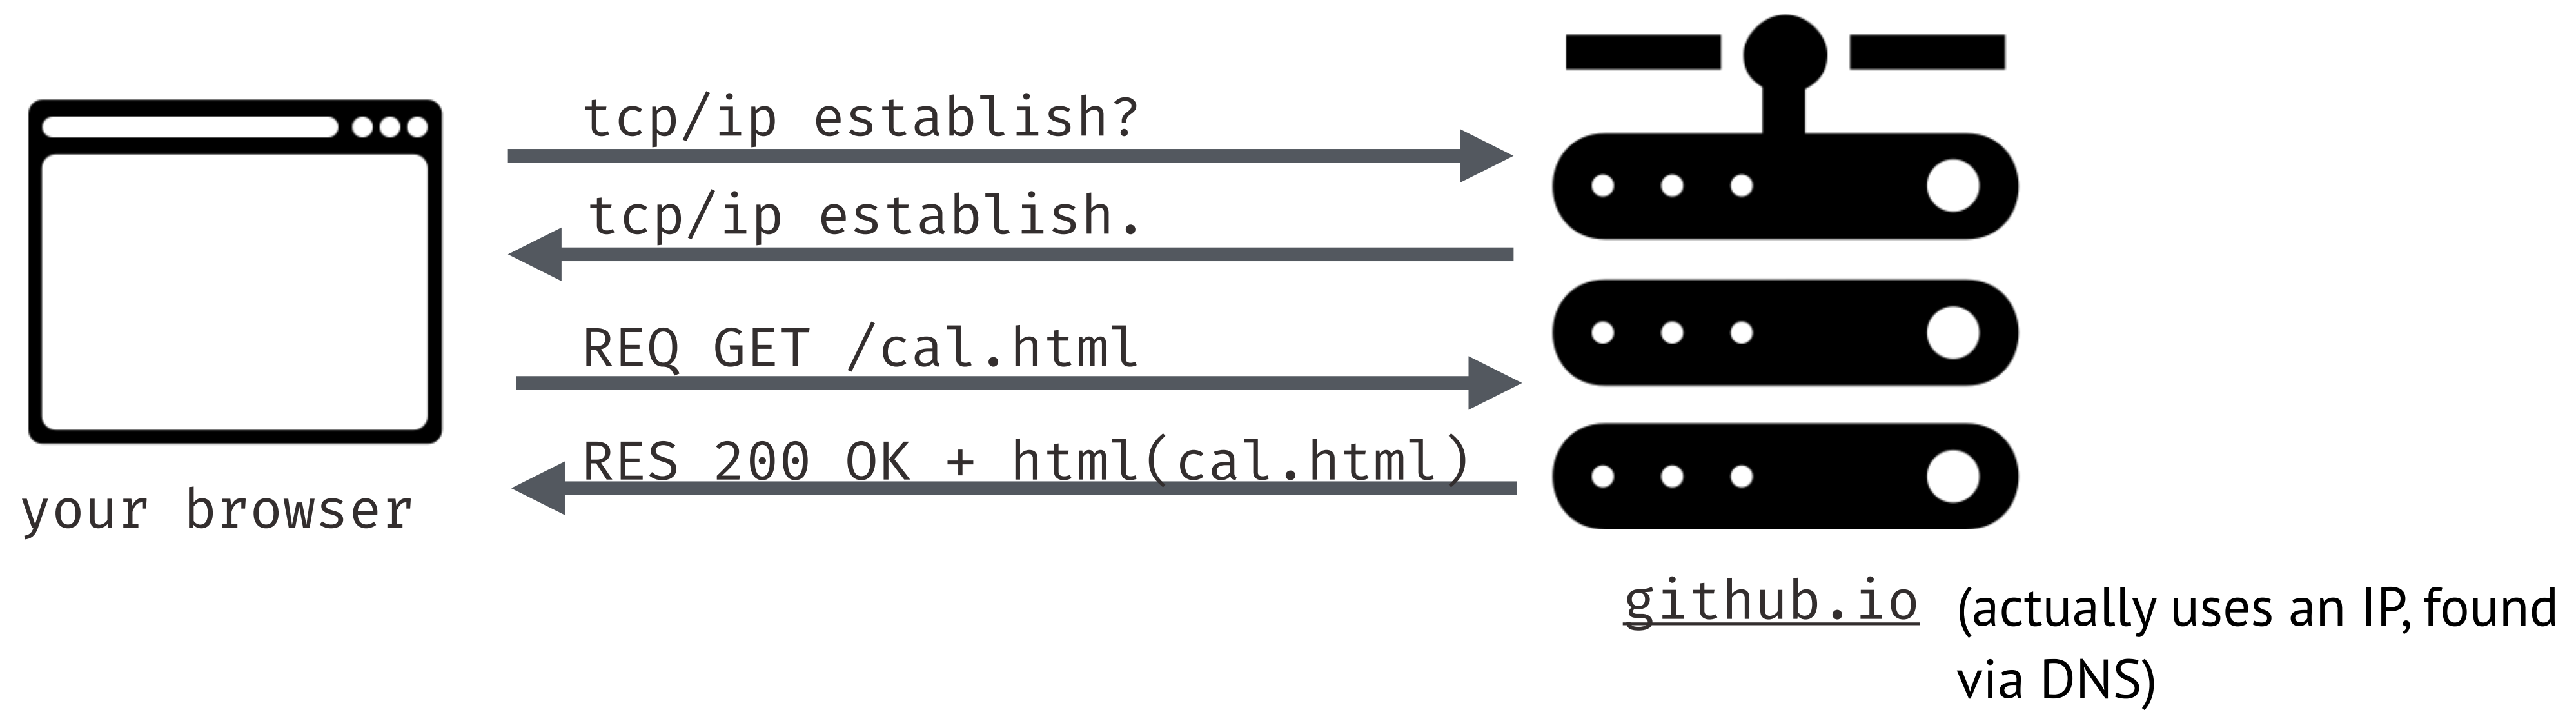 tcp/ip establish?
tcp/ip establish.
REQ GET /cal.html
RES 200 OK + html(cal.html)
your browser
github.io (actually uses an IP, found
via DNS)